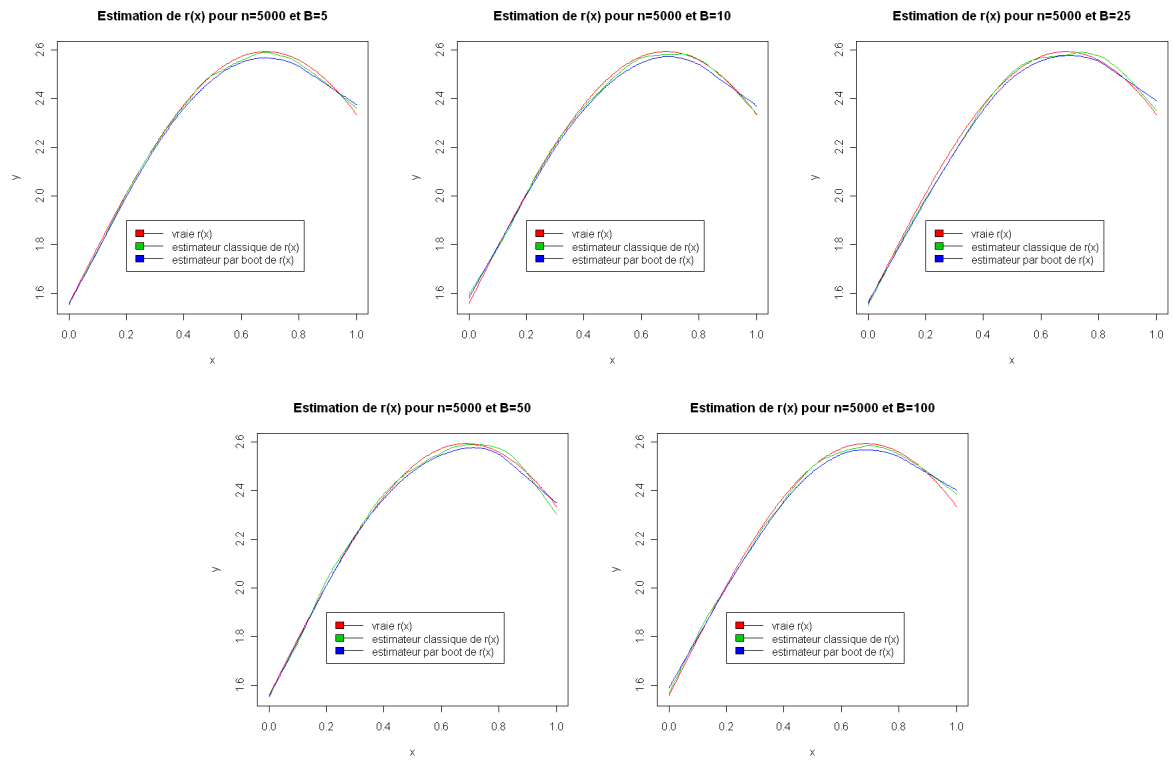 Estimation de r(x) pour n=5000 et B=5
y
2.6
2.4
2.2
2.0
1.8
1.6
vraie r(x)
estimateur classique de r(x)
estimateur par boot de r(x)
0.0 0.2 0.4 0.6 0.8 1.0
x
Estimation de r(x) pour n=5000 et B=10
y
2.6
2.4
2.2
2.0
1.8
1.6
vraie r(x)
estimateur classique de r(x)
estimateur par boot de r(x)
0.0 0.2 0.4 0.6 0.8 1.0
x
Estimation de r(x) pour n=5000 et B=25
y
2.6
2.4
2.2
2.0
1.8
1.6
vraie r(x)
estimateur classique de r(x)
estimateur par boot de r(x)
0.0 0.2 0.4 0.6 0.8 1.0
x
Estimation de r(x) pour n=5000 et B=50
y
2.6
2.4
2.2
2.0
1.8
1.6
vraie r(x)
estimateur classique de r(x)
estimateur par boot de r(x)
0.0 0.2 0.4 0.6 0.8 1.0
x
Estimation de r(x) pour n=5000 et B=100
y
2.6
2.4
2.2
2.0
1.8
1.6
vraie r(x)
estimateur classique de r(x)
estimateur par boot de r(x)
0.0 0.2 0.4 0.6 0.8 1.0
x